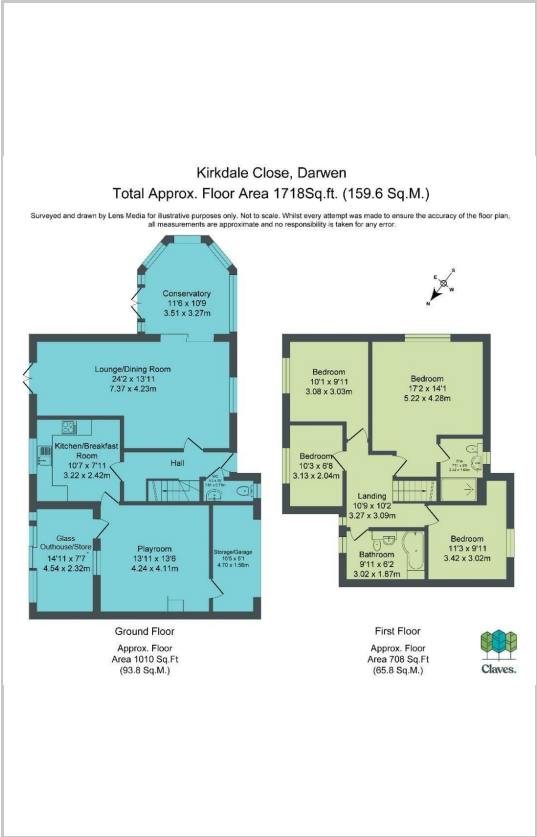 Kirkdale Close, Darwen
Total Approx. Floor Area 1718Sq.ft. (159.6 Sq.M.)
Surveyed and drawn by Lens Media for illustrative purposes only. Not to scale. Whilst every attempt was made to ensure the accuracy of the floor plan,
all measurements are approximate and no responsibility is taken for any error.
Conservatory
11'6 x 10'9
3.51 x 3.27m
E
S
N
W
Lounge/Dining Room
24'2 x 13'11
7.37 x 4.23m
Kitchen/Breakfast
Room
10'7 x 7'11
3.22 x 2.42m
Hall
Glass
Outhouse/Store
14'11 x 7'7
4.54 x 2.32m
Playroom
13'11 x 13'6
4.24 x 4.11m
Storage/Garage
Bedroom
10'1 x 9'11
3.08 x 3.03m
Bedroom
17'2 x 14'1
5.22 x 4.28m
Bedroom
10'3 x 6'8
3.13 x 2.04m
Landing
10'9 x 10'2
3.27 x 3.09m
Bathroom
9'11 x 6'2
3.02 x 1.87m
Bedroom
11'3 x 9'11
3.42 x 3.02m
Ground Floor
Approx. Floor
Area 1010 Sq.Ft
(93.8 Sq.M.)
First Floor
Approx. Floor
Area 708 Sq.Ft
(65.8 Sq.M.)
Claves.